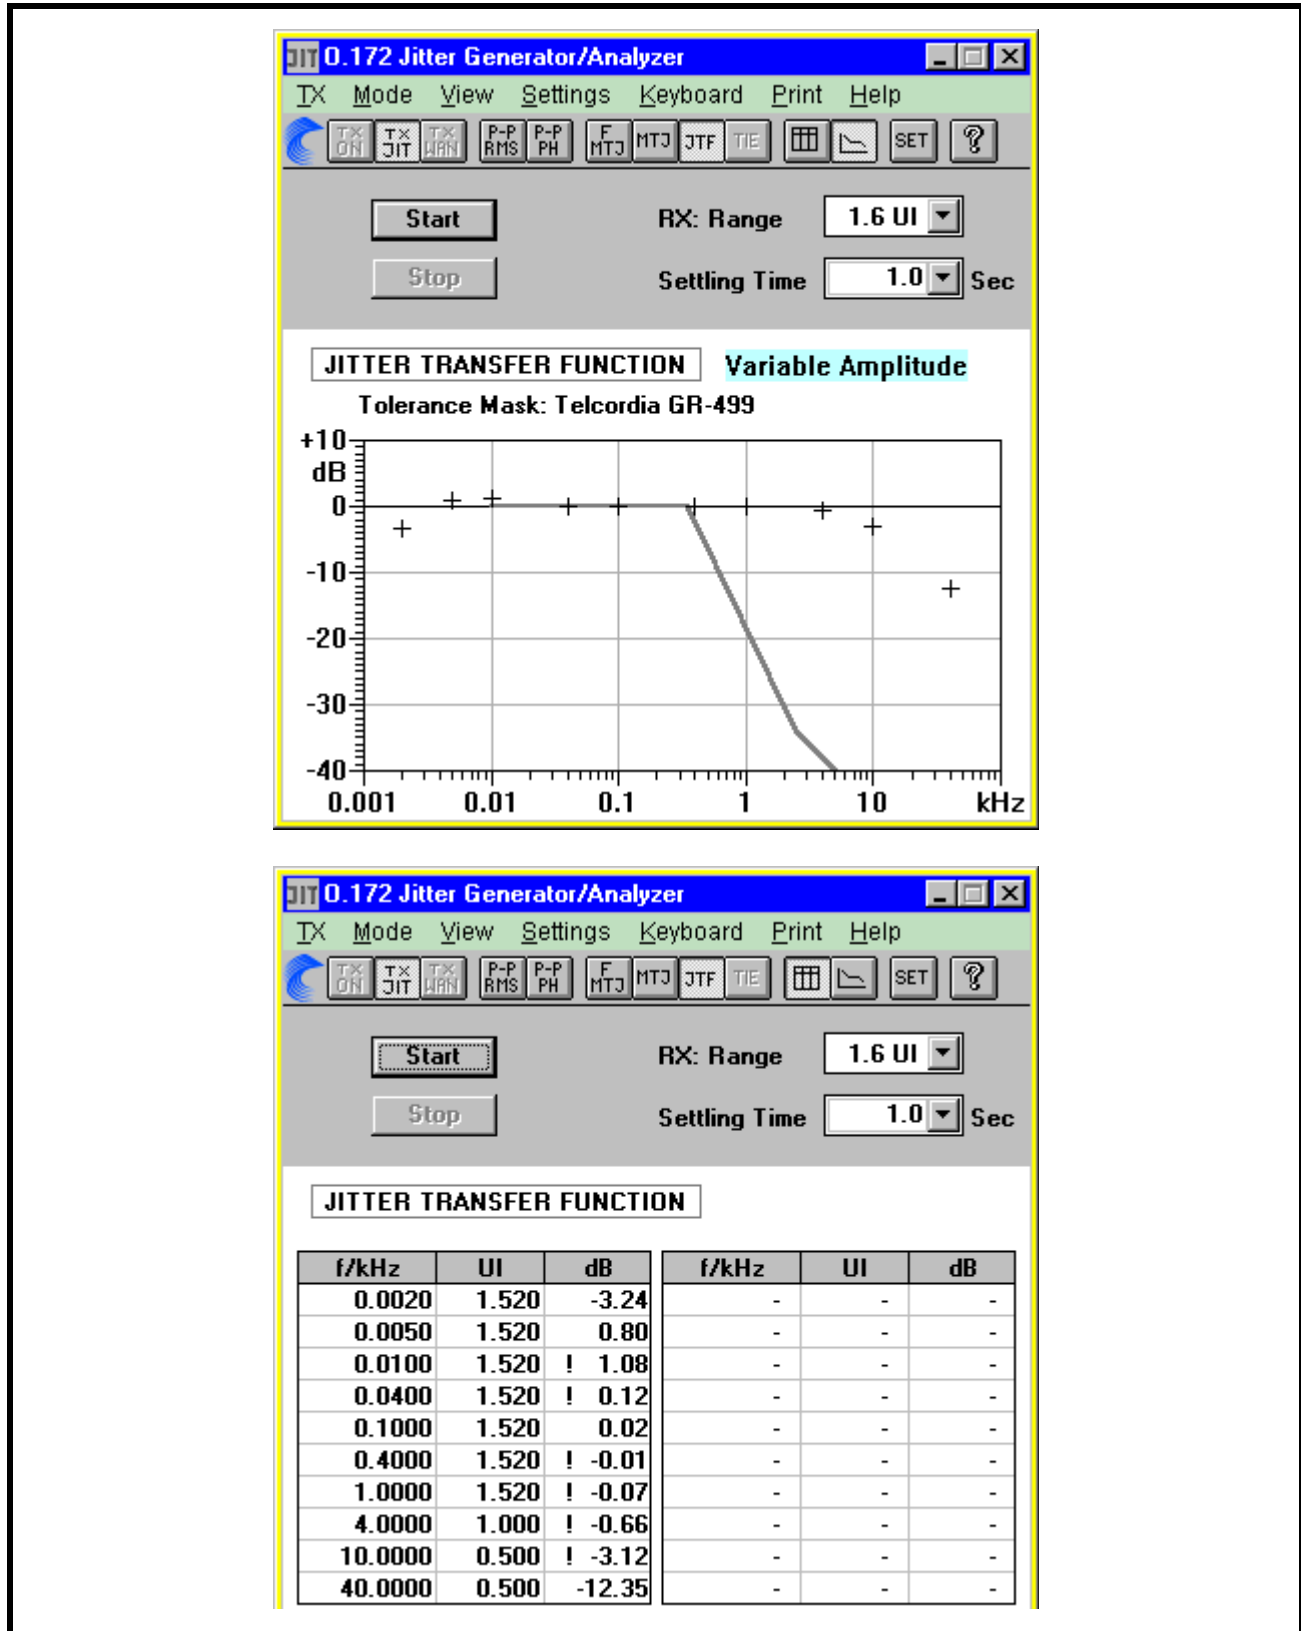 JIT O.172 Jitter Generator/Analyzer
TX Mode View Settings Keyboard Print Help
TX ON TX JIT TX WAN P-P RMS P-P PH F MTJ MTJ JTF TIE SET ?
Start RX: Range 1.6 UI
Stop Settling Time 1.0 Sec
JITTER TRANSFER FUNCTION Variable Amplitude
Tolerance Mask: Telcordia GR-499
+10
dB
0
-10
-20
-30
-40
0.001 0.01 0.1 1 10 kHz
JIT O.172 Jitter Generator/Analyzer
TX Mode View Settings Keyboard Print Help
TX ON TX JIT TX WAN P-P RMS P-P PH F MTJ MTJ JTF TIE SET ?
Start RX: Range 1.6 UI
Stop Settling Time 1.0 Sec
JITTER TRANSFER FUNCTION
f/kHz UI dB f/kHz UI dB
0.0020 1.520 -3.24 - - -
0.0050 1.520 0.80 - - -
0.0100 1.520 ! 1.08 - - -
0.0400 1.520 ! 0.12 - - -
0.1000 1.520 0.02 - - -
0.4000 1.520 ! -0.01 - - -
1.0000 1.520 ! -0.07 - - -
4.0000 1.000 ! -0.66 - - -
10.0000 0.500 ! -3.12 - - -
40.0000 0.500 -12.35 - - -